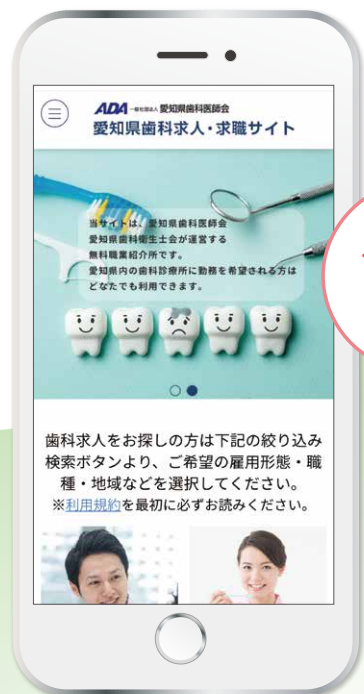 ADA 一般社団法人 愛知県歯科医師会
愛知県歯科求人・求職サイト
当サイトは、愛知県歯科医師会
愛知県歯科衛生士会が運営する
無料職業紹介所です。
愛知県内の歯科診療所に勤務を希望される方は
どなたでも利用できます。
歯科求人をお探しの方は下記の絞り込み
検索ボタンより、ご希望の雇用形態・職
種・地域などを選択してください。
※利用規約を最初に必ずお読みください。